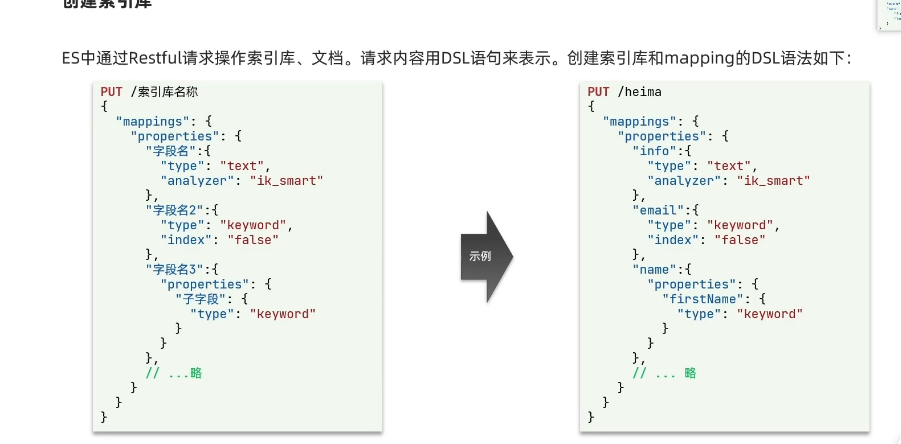 创建索引库
ES中通过Restful请求操作索引库、文档。请求内容用DSL语句来表示。创建索引库和mapping的DSL语法如下：
PUT /索引库名称
{
  "mappings": {
    "properties": {
      "字段名":{
        "type": "text",
        "analyzer": "ik_smart"
      },
      "字段名2":{
        "type": "keyword",
        "index": "false"
      },
      "字段名3":{
        "properties": {
          "子字段": {
            "type": "keyword"
          }
        }
      },
      // ...略
    }
  }
}
示例
PUT /heima
{
  "mappings": {
    "properties": {
      "info":{
        "type": "text",
        "analyzer": "ik_smart"
      },
      "email":{
        "type": "keyword",
        "index": "false"
      },
      "name":{
        "properties": {
          "firstName": {
            "type": "keyword"
          }
        }
      },
      // ... 略
    }
  }
}